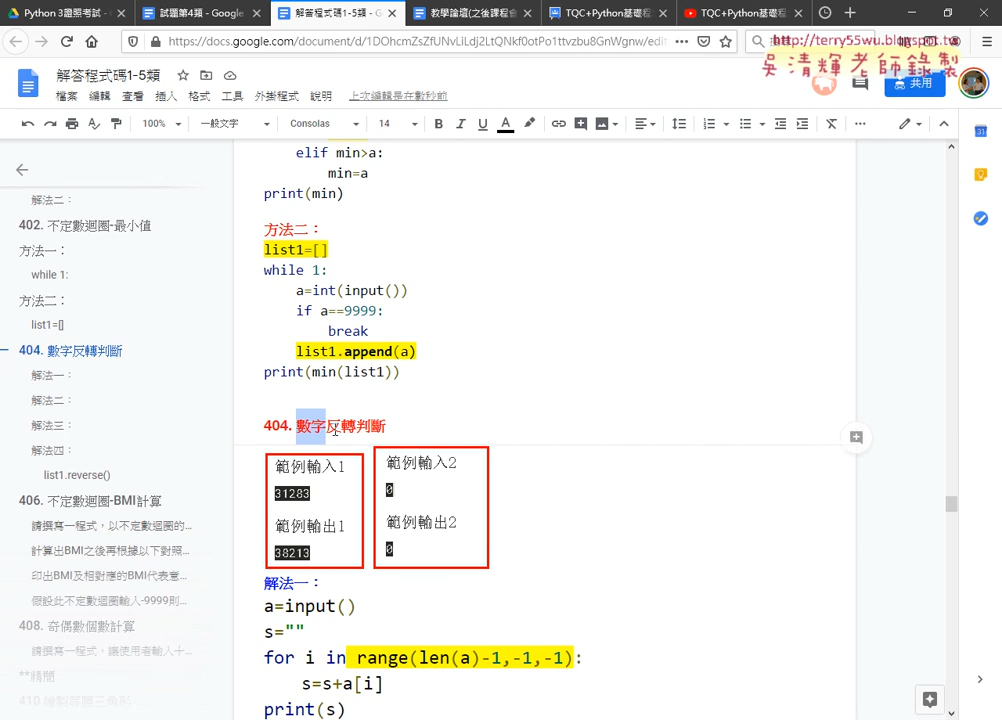 Python 3證照考試
試題第4類 - Google
解答程式碼1-5類 - G
教學論壇(之後課程會
TQC+Python基礎程
TQC+Python基礎程
https://docs.google.com/document/d/1DOhcmZsZfUNvLiLdj2LtQNkf0otPo1ttvzbu8GnWgnw/edi
http://terry55wu.blogspot.tw
吳清輝老師錄製
解答程式碼1-5類
檔案 編輯 查看 插入 格式 工具 外掛程式 說明 上次編輯是在數秒前
共用
100% 一般文字 Consolas 14
解法二：
402. 不定數迴圈-最小值
方法一：
while 1:
方法二：
list1=[]
404. 數字反轉判斷
解法一：
解法二：
解法三：
解法四：
list1.reverse()
406. 不定數迴圈-BMI計算
請撰寫一程式，以不定數迴圈的...
計算出BMI之後再根據以下對照...
印出BMI及相對應的BMI代表意...
假設此不定數迴圈輸入-9999則...
408. 奇偶數個數計算
請撰寫一程式，讓使用者輸入十...
**精簡
410 繪製等腰三角形
elif min>a:
min=a
print(min)
方法二：
list1=[]
while 1:
a=int(input())
if a==9999:
break
list1.append(a)
print(min(list1))
404. 數字反轉判斷
範例輸入1
31283
範例輸出1
38213
範例輸入2
0
範例輸出2
0
解法一：
a=input()
s=""
for i in range(len(a)-1,-1,-1):
s=s+a[i]
print(s)